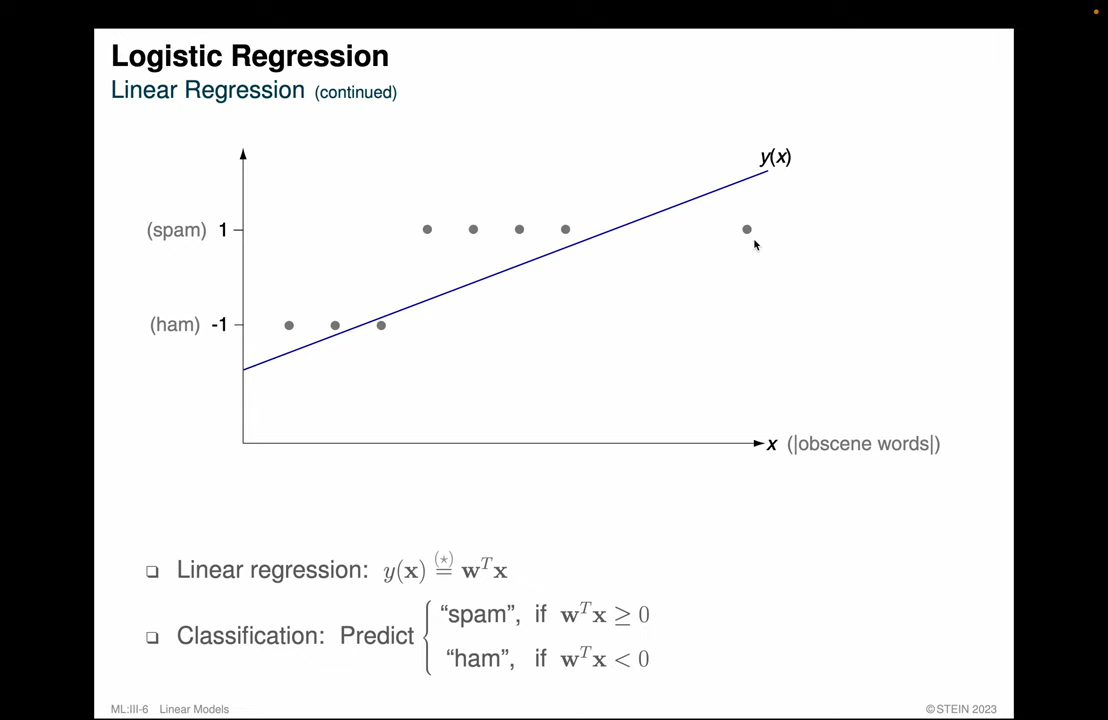 Logistic Regression
Linear Regression (continued)
y(x)
(spam) 1
(ham) -1
x (|obscene words|)
❑ Linear regression: y(x) (⋆)= wᵀx
❑ Classification: Predict { “spam”, if wᵀx ≥ 0
“ham”, if wᵀx < 0
ML:III-6 Linear Models ©STEIN 2023